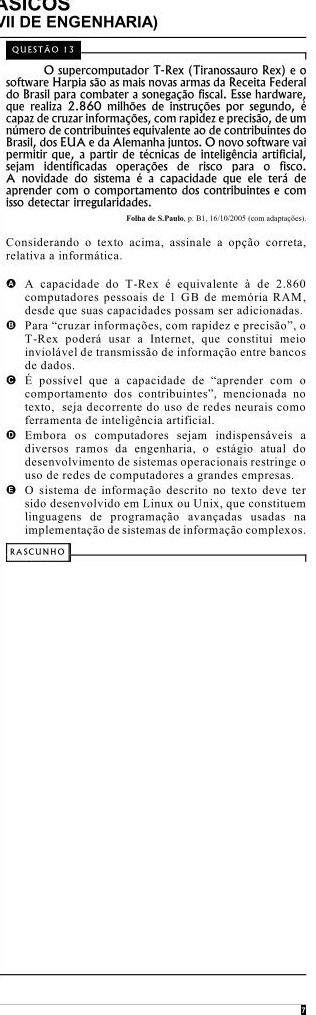 ÁSICOS
VII DE ENGENHARIA)
QUESTÃO 13
O supercomputador T-Rex (Tiranossauro Rex) e o
software Harpia são as mais novas armas da Receita Federal
do Brasil para combater a sonegação fiscal. Esse hardware,
que realiza 2.860 milhões de instruções por segundo, é
capaz de cruzar informações, com rapidez e precisão, de um
número de contribuintes equivalente ao de contribuintes do
Brasil, dos EUA e da Alemanha juntos. O novo software vai
permitir que, a partir de técnicas de inteligência artificial,
sejam identificadas operações de risco para o fisco.
A novidade do sistema é a capacidade que ele terá de
aprender com o comportamento dos contribuintes e com
isso detectar irregularidades.
Folha de S.Paulo, p. B1, 16/10/2005 (com adaptações).
Considerando o texto acima, assinale a opção correta,
relativa a informática.
A A capacidade do T-Rex é equivalente à de 2.860
computadores pessoais de 1 GB de memória RAM,
desde que suas capacidades possam ser adicionadas.
B Para “cruzar informações, com rapidez e precisão”, o
T-Rex poderá usar a Internet, que constitui meio
inviolável de transmissão de informação entre bancos
de dados.
C É possível que a capacidade de “aprender com o
comportamento dos contribuintes”, mencionada no
texto, seja decorrente do uso de redes neurais como
ferramenta de inteligência artificial.
D Embora os computadores sejam indispensáveis a
diversos ramos da engenharia, o estágio atual do
desenvolvimento de sistemas operacionais restringe o
uso de redes de computadores a grandes empresas.
E O sistema de informação descrito no texto deve ter
sido desenvolvido em Linux ou Unix, que constituem
linguagens de programação avançadas usadas na
implementação de sistemas de informação complexos.
RASCUNHO
7